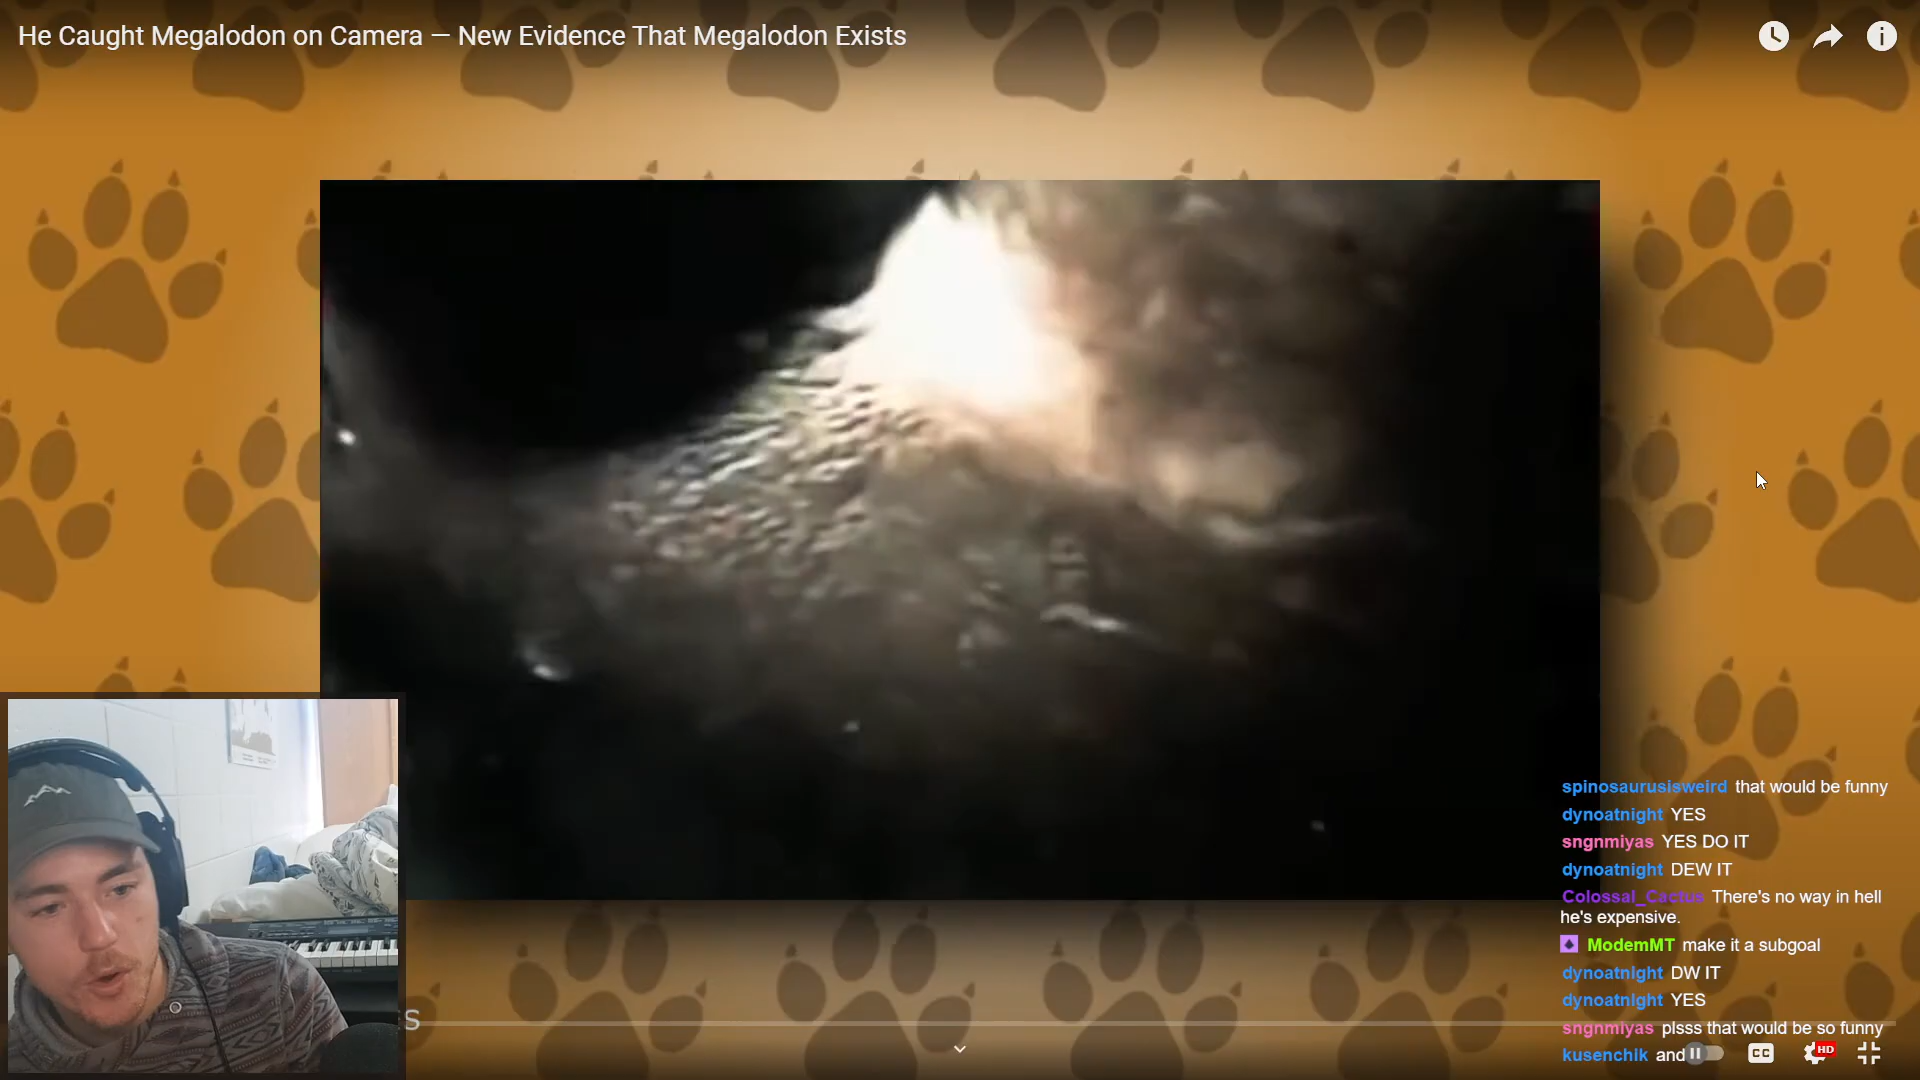 He Caught Megalodon on Camera — New Evidence That Megalodon Exists
spinosaurusisweird that would be funny
dynoatnight YES
sngnmiyas YES DO IT
dynoatnight DEW IT
Colossal_Cactus There's no way in hell
he's expensive.
ModemMT make it a subgoal
dynoatnight DW IT
dynoatnight YES
sngnmiyas plsss that would be so funny
kusenchik and
CC
HD